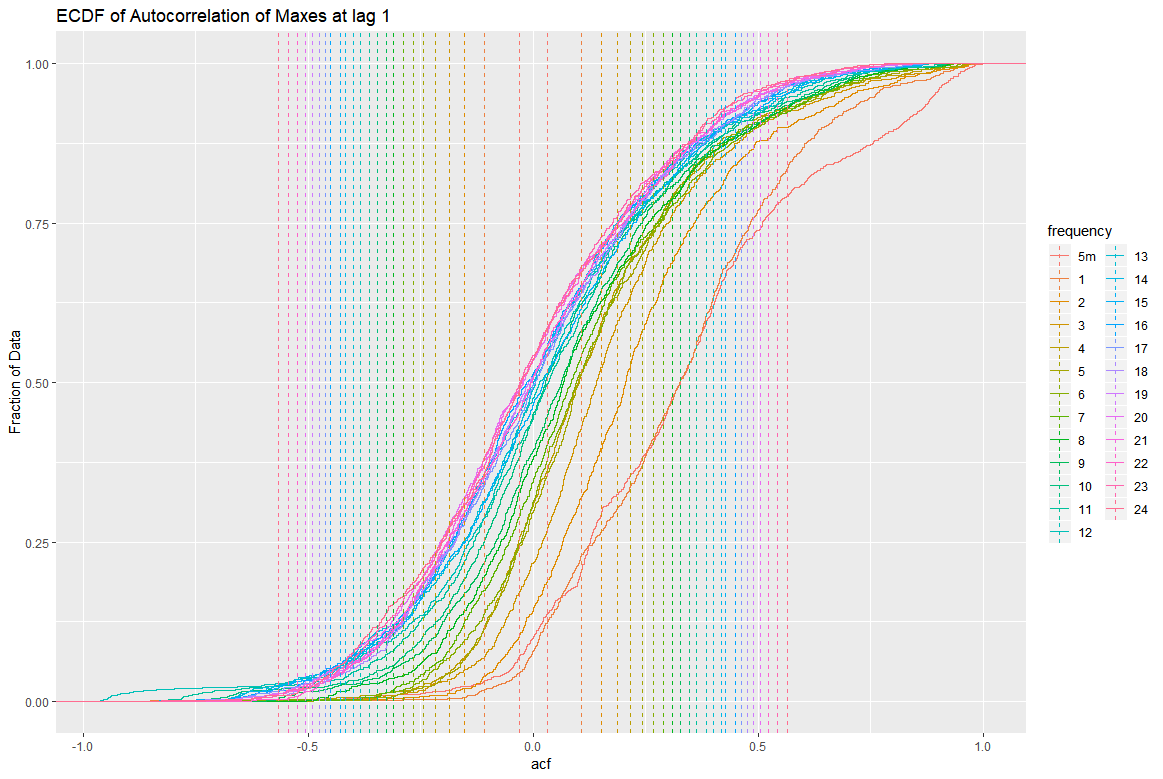 ECDF of Autocorrelation of Maxes at lag 1
1.00
0.75
0.50
0.25
0.00
Fraction of Data
-1.0 -0.5 0.0 0.5 1.0
acf
frequency
5m 13
1 14
2 15
3 16
4 17
5 18
6 19
7 20
8 21
9 22
10 23
11 24
12